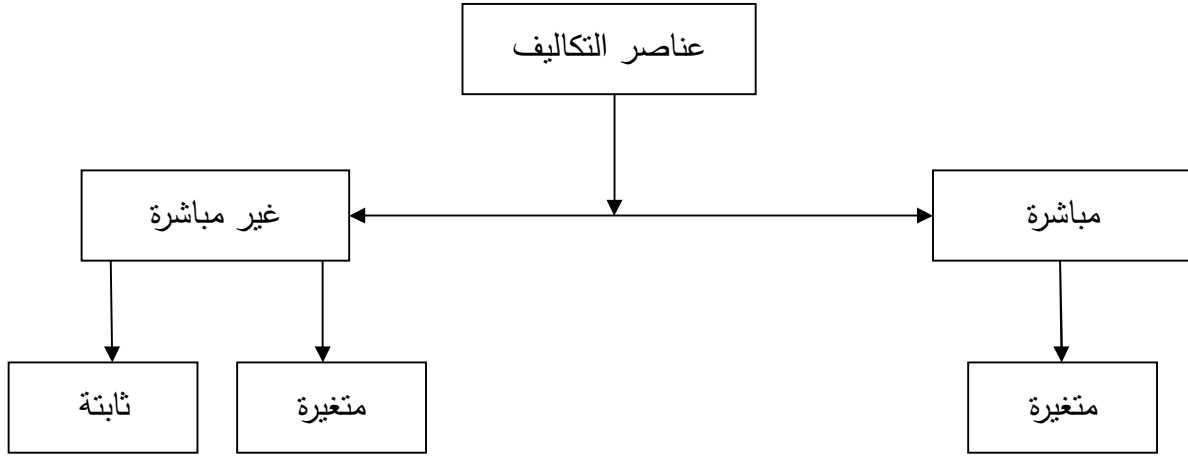 عناصر التكاليف
مباشرة
غير مباشرة
متغيرة
متغيرة
ثابتة